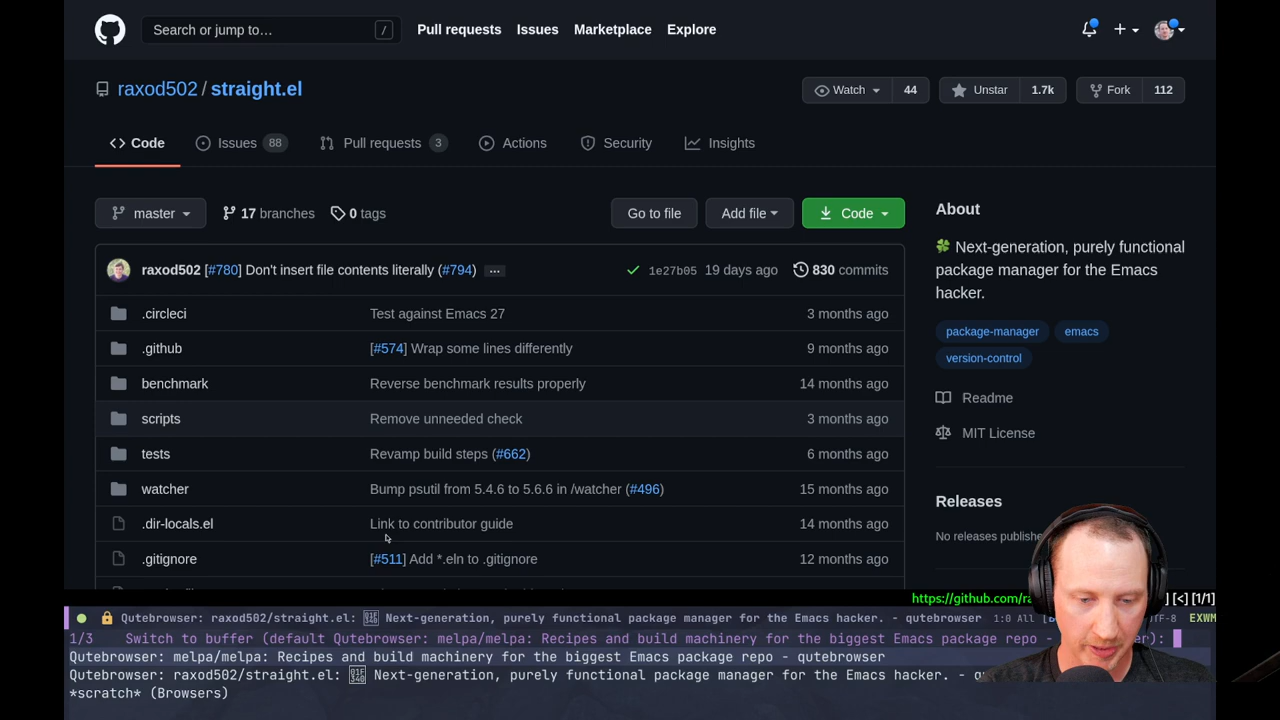 Search or jump to… / Pull requests Issues Marketplace Explore
raxod502 / straight.el Watch 44 Unstar 1.7k Fork 112
Code Issues 88 Pull requests 3 Actions Security Insights
master 17 branches 0 tags Go to file Add file Code
About
🍀 Next-generation, purely functional
package manager for the Emacs
hacker.
package-manager emacs
version-control
Readme
MIT License
Releases
No releases publishe
raxod502 [#780] Don't insert file contents literally (#794) … 1e27b05 19 days ago 830 commits
.circleci Test against Emacs 27 3 months ago
.github [#574] Wrap some lines differently 9 months ago
benchmark Reverse benchmark results properly 14 months ago
scripts Remove unneeded check 3 months ago
tests Revamp build steps (#662) 6 months ago
watcher Bump psutil from 5.4.6 to 5.6.6 in /watcher (#496) 15 months ago
.dir-locals.el Link to contributor guide 14 months ago
.gitignore [#511] Add *.eln to .gitignore 12 months ago
https://github.com/ra ] [<] [1/1]
Qutebrowser: raxod502/straight.el: Next-generation, purely functional package manager for the Emacs hacker. - qutebrowser 1:0 All TF-8 EXWM
1/3 Switch to buffer (default Qutebrowser: melpa/melpa: Recipes and build machinery for the biggest Emacs package repo - er):
Qutebrowser: melpa/melpa: Recipes and build machinery for the biggest Emacs package repo - qutebrowser
Qutebrowser: raxod502/straight.el: Next-generation, purely functional package manager for the Emacs hacker. - q
*scratch* (Browsers)